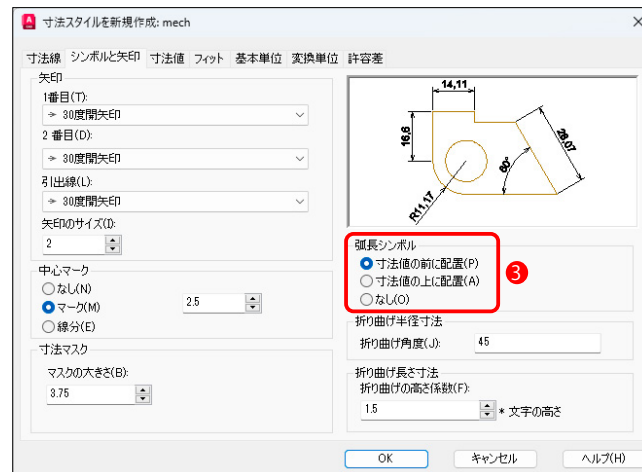 寸法スタイルを新規作成: mech
寸法線 シンボルと矢印 寸法値 フィット 基本単位 変換単位 許容差
矢印
1番目(T):
30度開矢印
2 番目(D):
30度開矢印
引出線(L):
30度開矢印
矢印のサイズ(I):
2
中心マーク
なし(N)
マーク(M)
2.5
線分(E)
寸法マスク
マスクの大きさ(B):
3.75
14,11
16,6
28,07
60°
R11,17
弧長シンボル
寸法値の前に配置(P)
寸法値の上に配置(A)
なし(O)
3
折り曲げ半径寸法
折り曲げ角度(J):
45
折り曲げ長さ寸法
折り曲げの高さ係数(F):
1.5
* 文字の高さ
OK
キャンセル
ヘルプ(H)